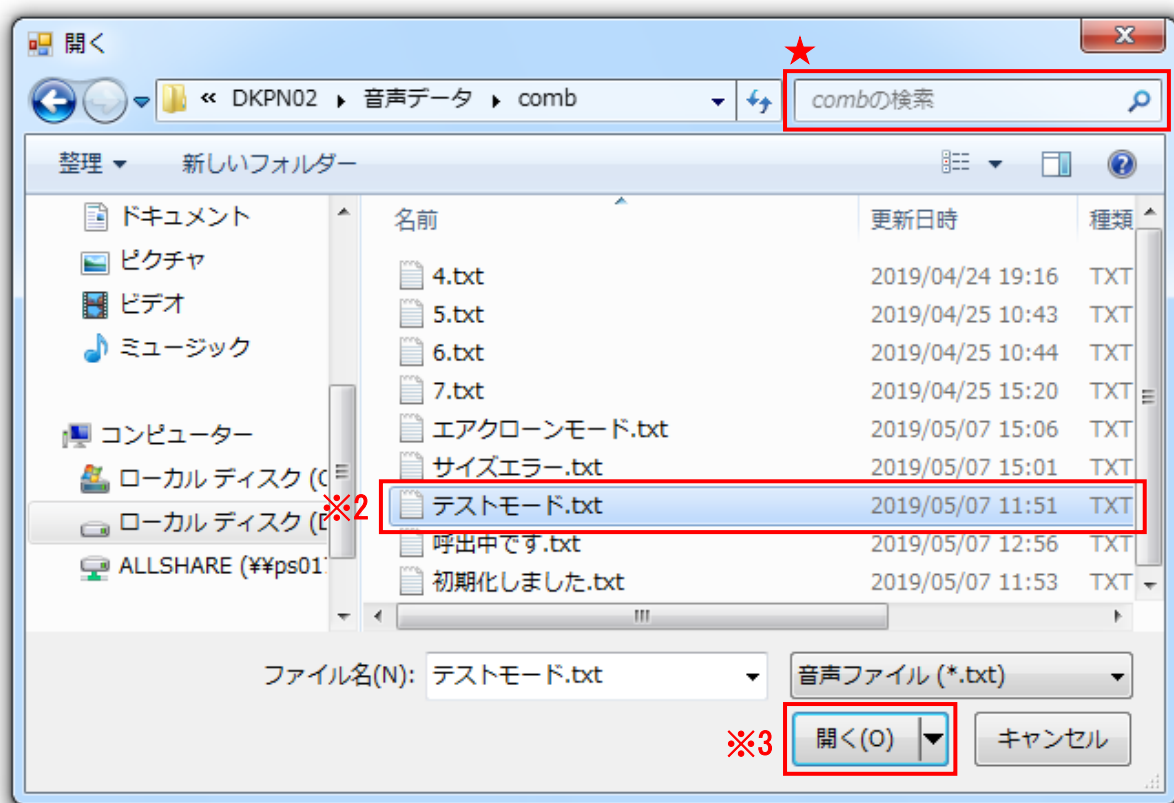 開く
★
« DKPN02 ▸ 音声データ ▸ comb
combの検索
整理 ▼ 新しいフォルダー
ドキュメント
ピクチャ
ビデオ
ミュージック
コンピューター
ローカル ディスク (C
ローカル ディスク (D
ALLSHARE (¥¥ps01
名前 更新日時 種類
4.txt 2019/04/24 19:16 TXT
5.txt 2019/04/25 10:43 TXT
6.txt 2019/04/25 10:44 TXT
7.txt 2019/04/25 15:20 TXT
エアクローンモード.txt 2019/05/07 15:06 TXT
サイズエラー.txt 2019/05/07 15:01 TXT
※2 テストモード.txt 2019/05/07 11:51 TXT
呼出中です.txt 2019/05/07 12:56 TXT
初期化しました.txt 2019/05/07 11:53 TXT
ファイル名(N): テストモード.txt 音声ファイル (*.txt)
※3 開く(O) キャンセル